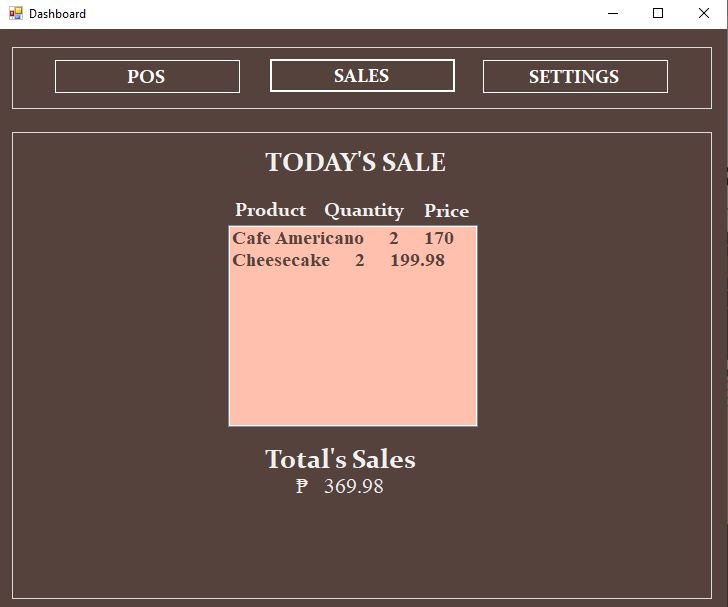 Dashboard
POS SALES SETTINGS
TODAY'S SALE
Product Quantity Price
Cafe Americano 2 170
Cheesecake 2 199.98
Total's Sales
₱ 369.98